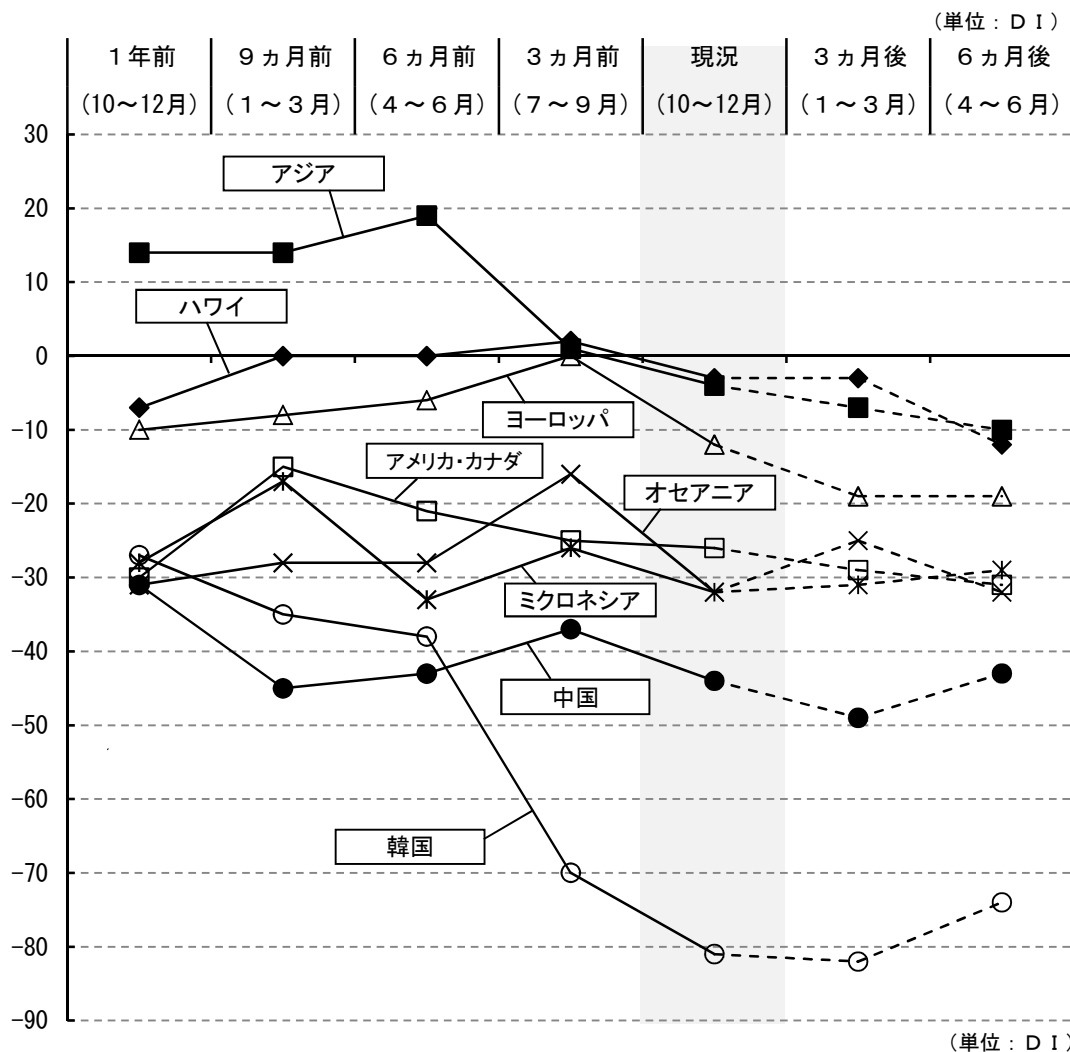 （単位：ＤＩ）
１年前 ９ヵ月前 ６ヵ月前 ３ヵ月前 現況 ３ヵ月後 ６ヵ月後
（10～12月） （１～３月） （４～６月） （７～９月） （10～12月） （１～３月） （４～６月）
30
アジア
20
10
ハワイ
0
ヨーロッパ
-10
アメリカ・カナダ
オセアニア
-20
-30
ミクロネシア
-40
中国
-50
-60
韓国
-70
-80
-90
（単位：ＤＩ）